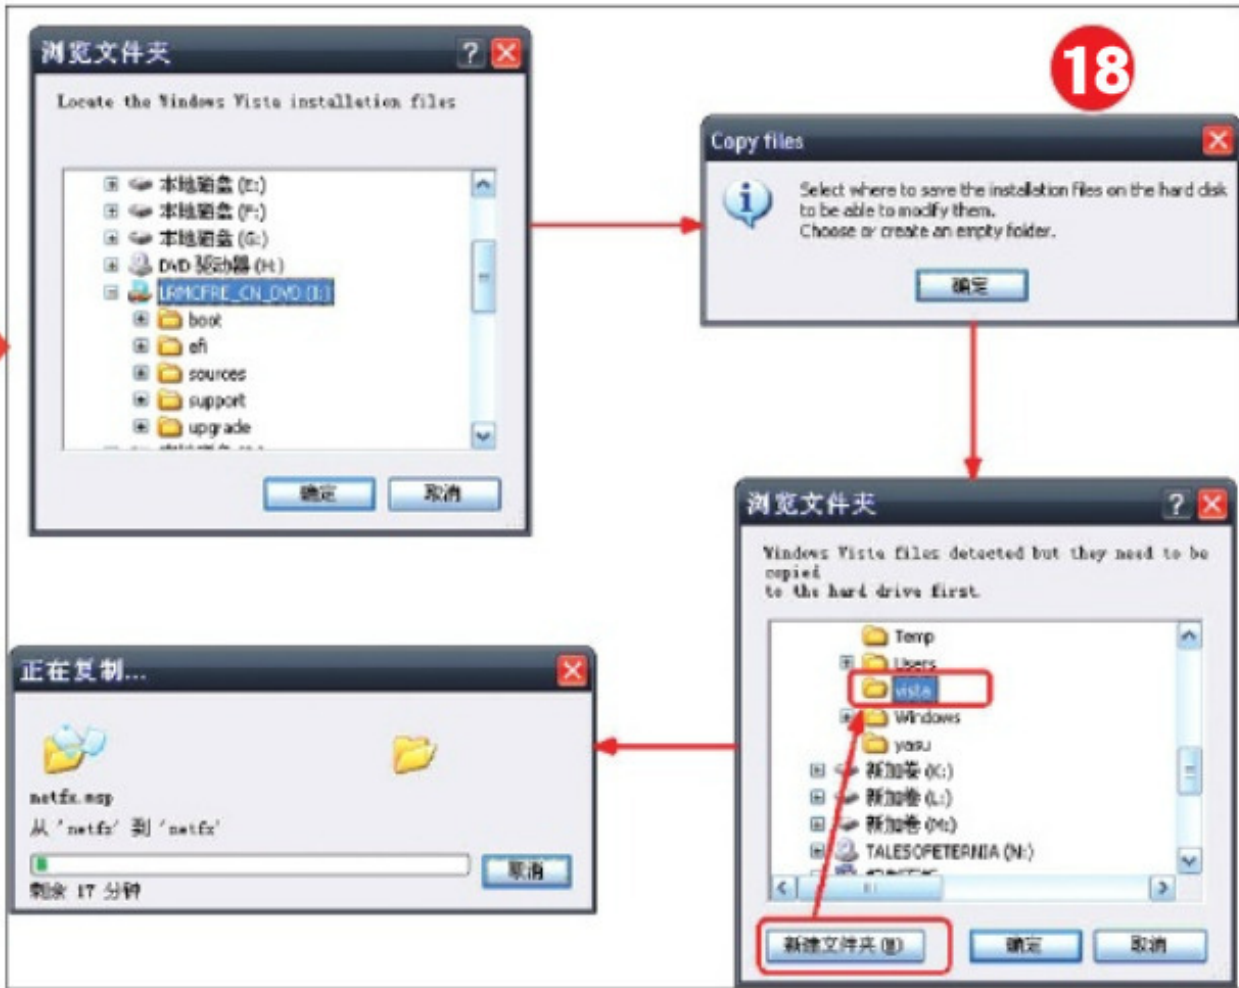 浏览文件夹
Locate the Windows Vista installation files
本地磁盘 (E:)
本地磁盘 (F:)
本地磁盘 (G:)
DVD 驱动器 (H:)
LRMCFRE_CN_DVD (I:)
boot
efi
sources
support
upgrade
确定 取消
18
Copy files
Select where to save the installation files on the hard disk
to be able to modify them.
Choose or create an empty folder.
确定
浏览文件夹
Windows Vista files detected but they need to be
copied
to the hard drive first.
Temp
Users
vista
Windows
yasu
新加卷 (K:)
新加卷 (L:)
新加卷 (M:)
TALESOFETERNIA (N:)
新建文件夹(M) 确定 取消
正在复制...
netfx.msp
从 'netfx' 到 'netfx'
取消
剩余 17 分钟